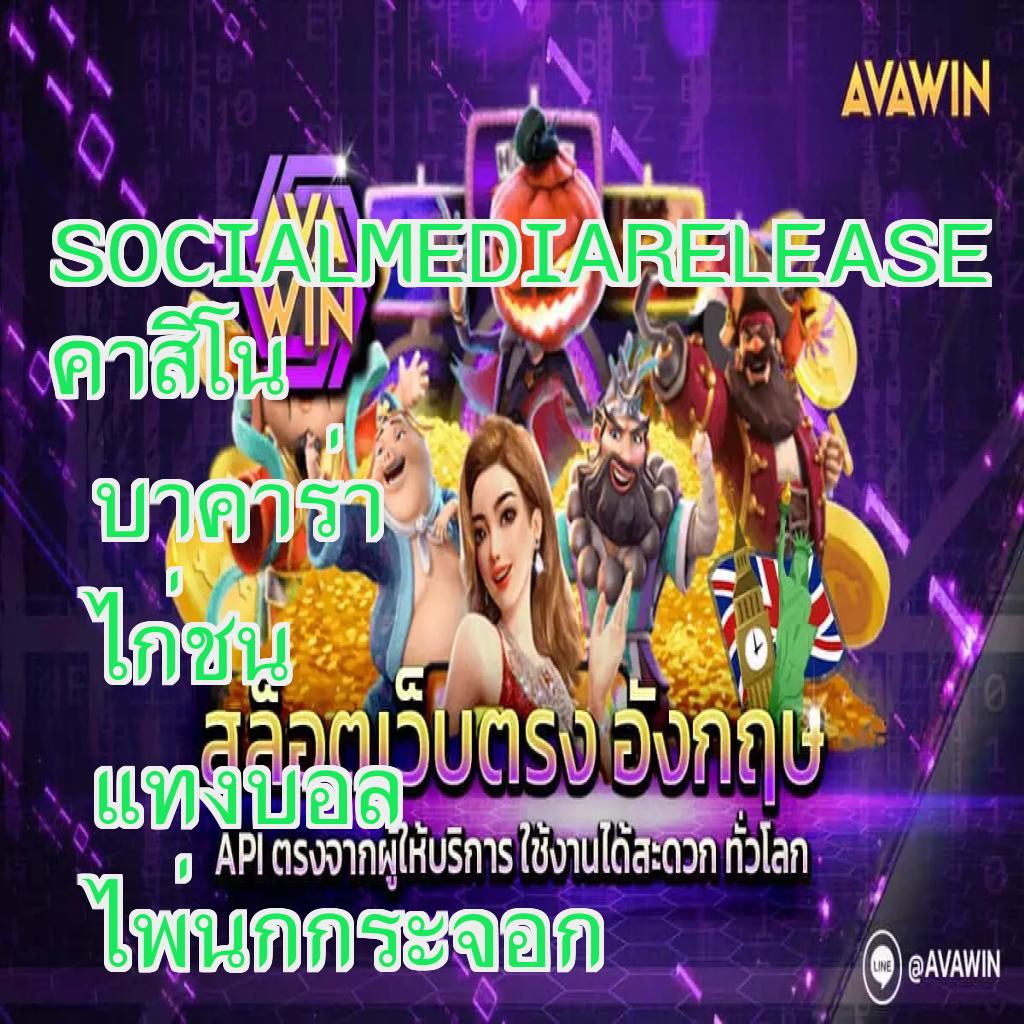 AVAWIN
AVA
WIN
SOCIALMEDIARELEASE
คาสิโน
บาคาร่า
ไก่ชน
สล็อตเว็บตรง อังกฤษ
แทงบอล
API ตรงจากผู้ให้บริการ ใช้งานได้สะดวก ทั่วโลก
ไพ่นกกระจอก
LINE @AVAWIN